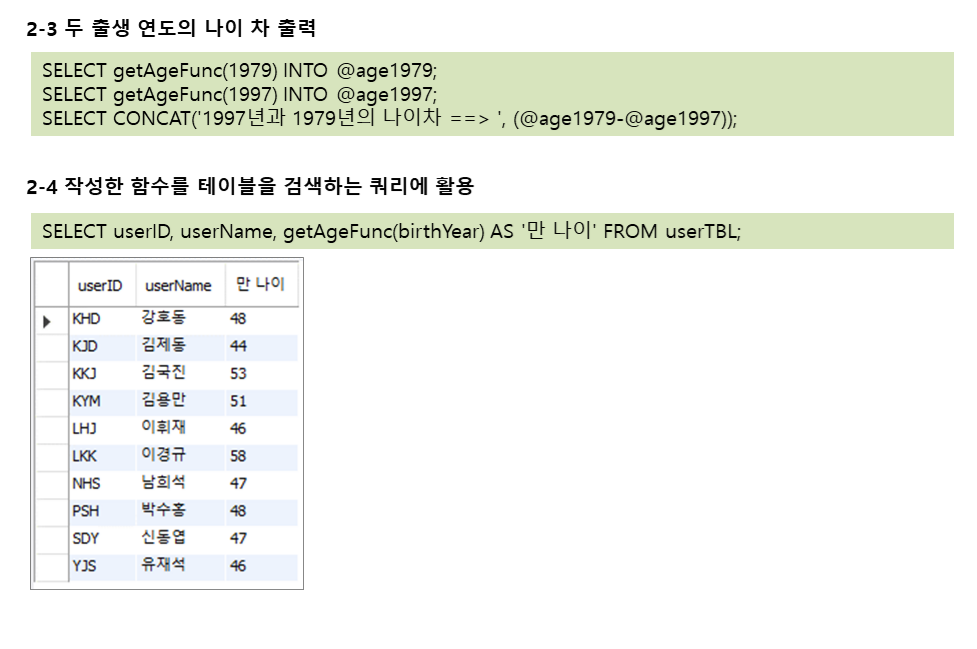 2-3 두 출생 연도의 나이 차 출력
SELECT getAgeFunc(1979) INTO @age1979;
SELECT getAgeFunc(1997) INTO @age1997;
SELECT CONCAT('1997년과 1979년의 나이차 ==> ', (@age1979-@age1997));
2-4 작성한 함수를 테이블을 검색하는 쿼리에 활용
SELECT userID, userName, getAgeFunc(birthYear) AS '만 나이' FROM userTBL;
userID userName 만 나이
KHD 강호동 48
KJD 김제동 44
KKJ 김국진 53
KYM 김용만 51
LHJ 이휘재 46
LKK 이경규 58
NHS 남희석 47
PSH 박수홍 48
SDY 신동엽 47
YJS 유재석 46